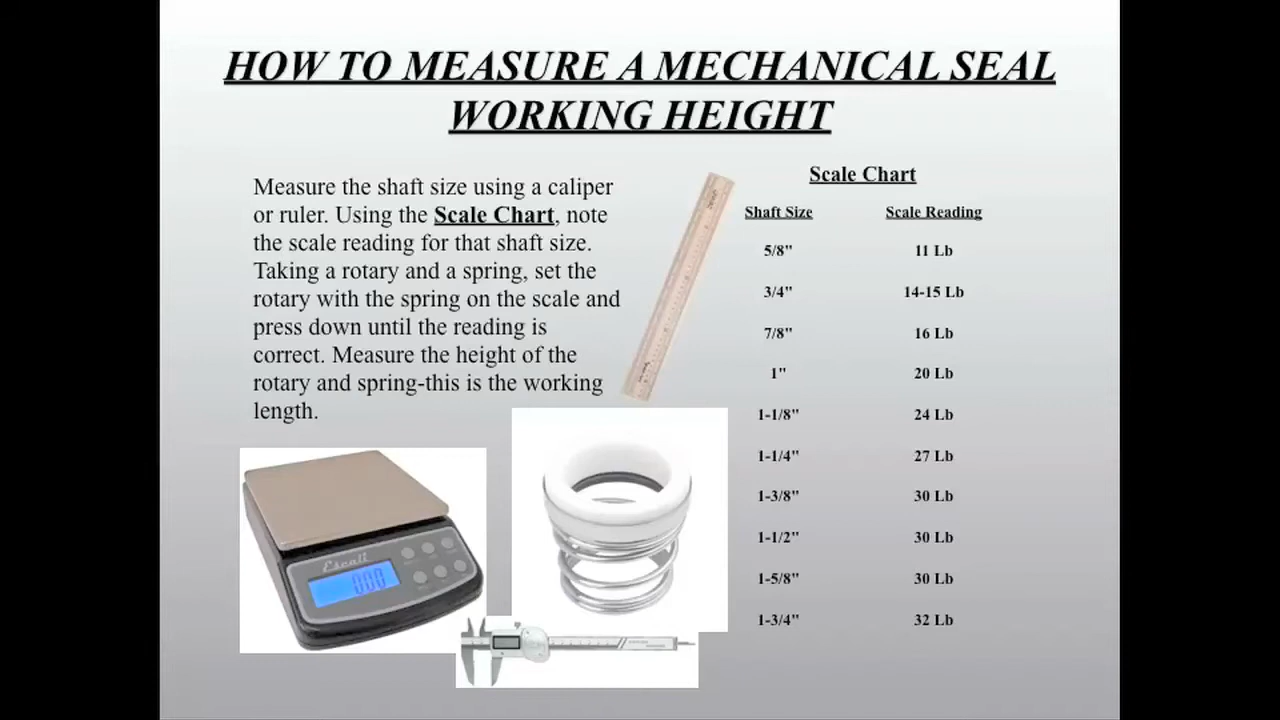 HOW TO MEASURE A MECHANICAL SEAL
WORKING HEIGHT
Measure the shaft size using a caliper
or ruler. Using the Scale Chart, note
the scale reading for that shaft size.
Taking a rotary and a spring, set the
rotary with the spring on the scale and
press down until the reading is
correct. Measure the height of the
rotary and spring-this is the working
length.
Scale Chart
Shaft Size Scale Reading
5/8" 11 Lb
3/4" 14-15 Lb
7/8" 16 Lb
1" 20 Lb
1-1/8" 24 Lb
1-1/4" 27 Lb
1-3/8" 30 Lb
1-1/2" 30 Lb
1-5/8" 30 Lb
1-3/4" 32 Lb
Escali
000